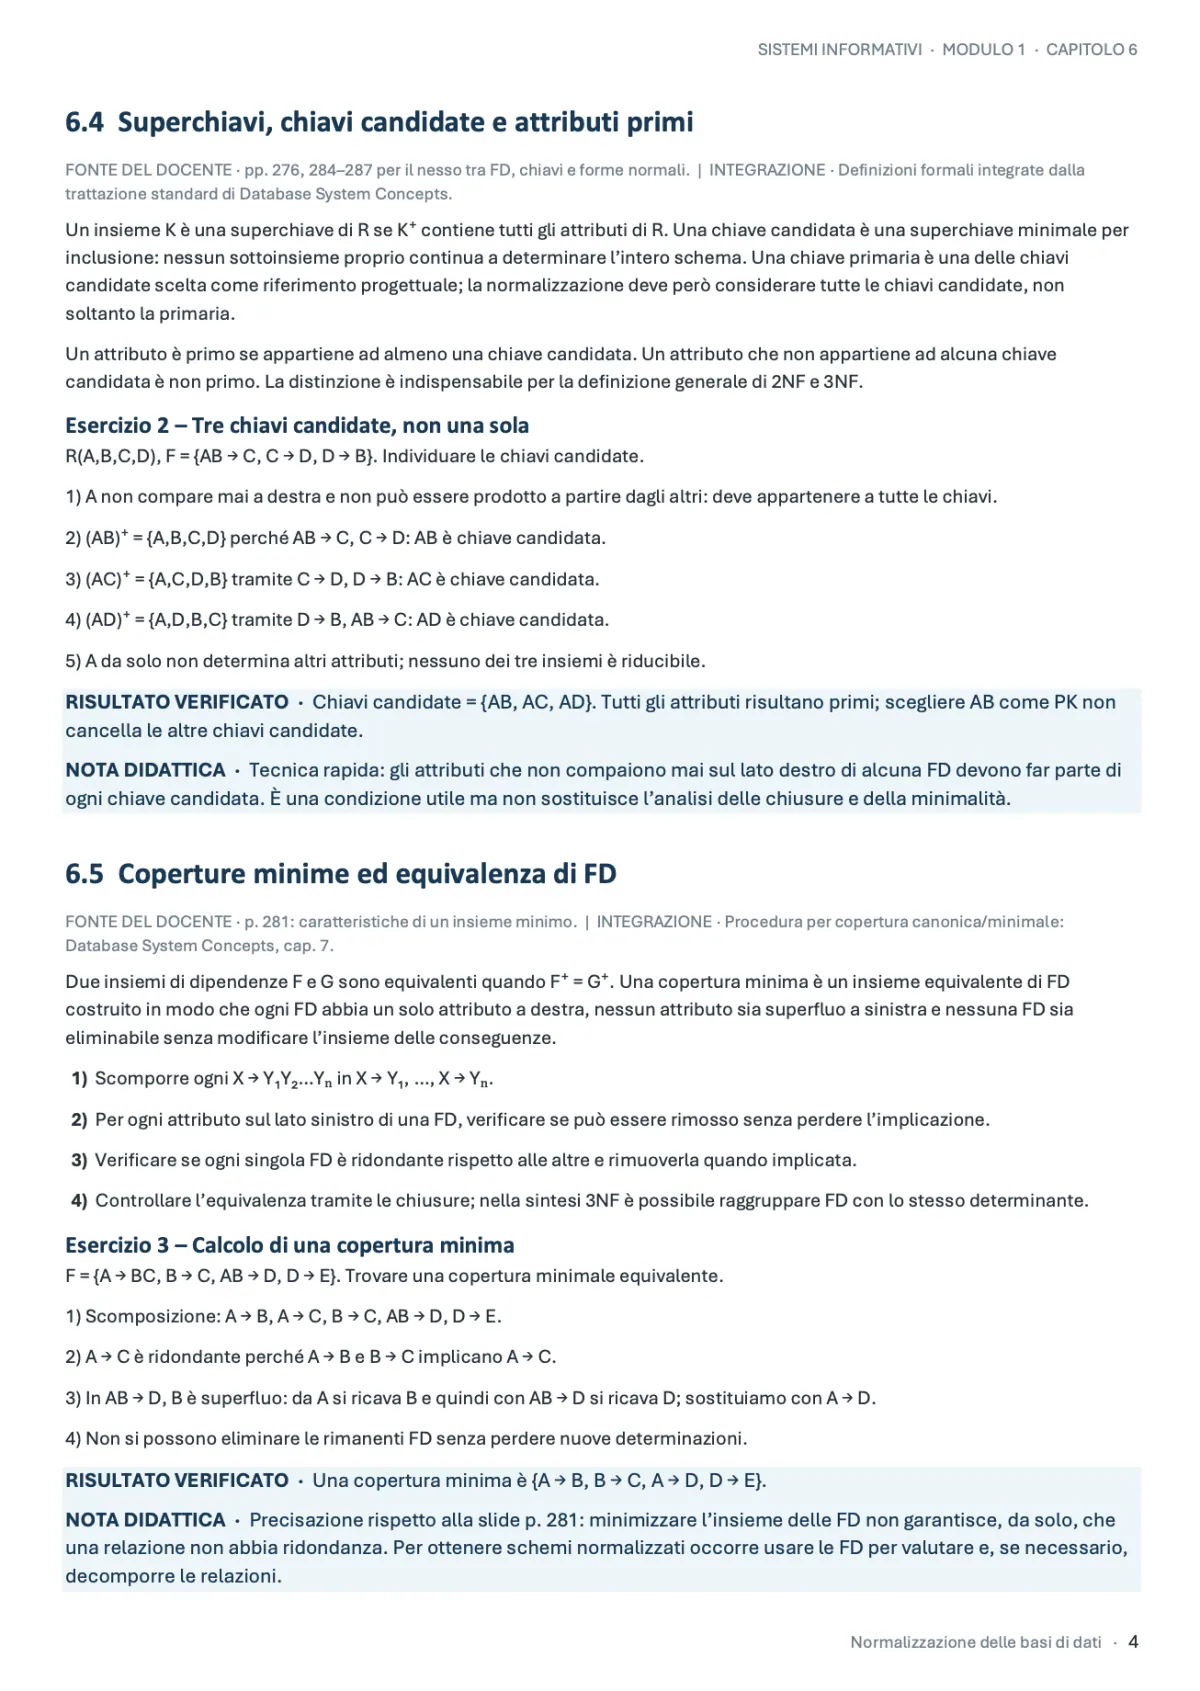 SISTEMI INFORMATIVI · MODULO 1 · CAPITOLO 6
6.4 Superchiavi, chiavi candidate e attributi primi
FONTE DEL DOCENTE · pp. 276, 284–287 per il nesso tra FD, chiavi e forme normali. | INTEGRAZIONE · Definizioni formali integrate dalla
trattazione standard di Database System Concepts.
Un insieme K è una superchiave di R se K⁺ contiene tutti gli attributi di R. Una chiave candidata è una superchiave minimale per
inclusione: nessun sottoinsieme proprio continua a determinare l’intero schema. Una chiave primaria è una delle chiavi
candidate scelta come riferimento progettuale; la normalizzazione deve però considerare tutte le chiavi candidate, non
soltanto la primaria.
Un attributo è primo se appartiene ad almeno una chiave candidata. Un attributo che non appartiene ad alcuna chiave
candidata è non primo. La distinzione è indispensabile per la definizione generale di 2NF e 3NF.
Esercizio 2 – Tre chiavi candidate, non una sola
R(A,B,C,D), F = {AB → C, C → D, D → B}. Individuare le chiavi candidate.
1) A non compare mai a destra e non può essere prodotto a partire dagli altri: deve appartenere a tutte le chiavi.
2) (AB)⁺ = {A,B,C,D} perché AB → C, C → D: AB è chiave candidata.
3) (AC)⁺ = {A,C,D,B} tramite C → D, D → B: AC è chiave candidata.
4) (AD)⁺ = {A,D,B,C} tramite D → B, AB → C: AD è chiave candidata.
5) A da solo non determina altri attributi; nessuno dei tre insiemi è riducibile.
RISULTATO VERIFICATO · Chiavi candidate = {AB, AC, AD}. Tutti gli attributi risultano primi; scegliere AB come PK non
cancella le altre chiavi candidate.
NOTA DIDATTICA · Tecnica rapida: gli attributi che non compaiono mai sul lato destro di alcuna FD devono far parte di
ogni chiave candidata. È una condizione utile ma non sostituisce l’analisi delle chiusure e della minimalità.
6.5 Coperture minime ed equivalenza di FD
FONTE DEL DOCENTE · p. 281: caratteristiche di un insieme minimo. | INTEGRAZIONE · Procedura per copertura canonica/minimale:
Database System Concepts, cap. 7.
Due insiemi di dipendenze F e G sono equivalenti quando F⁺ = G⁺. Una copertura minima è un insieme equivalente di FD
costruito in modo che ogni FD abbia un solo attributo a destra, nessun attributo sia superfluo a sinistra e nessuna FD sia
eliminabile senza modificare l’insieme delle conseguenze.
1) Scomporre ogni X → Y₁Y₂...Yₙ in X → Y₁, ..., X → Yₙ.
2) Per ogni attributo sul lato sinistro di una FD, verificare se può essere rimosso senza perdere l’implicazione.
3) Verificare se ogni singola FD è ridondante rispetto alle altre e rimuoverla quando implicata.
4) Controllare l’equivalenza tramite le chiusure; nella sintesi 3NF è possibile raggruppare FD con lo stesso determinante.
Esercizio 3 – Calcolo di una copertura minima
F = {A → BC, B → C, AB → D, D → E}. Trovare una copertura minimale equivalente.
1) Scomposizione: A → B, A → C, B → C, AB → D, D → E.
2) A → C è ridondante perché A → B e B → C implicano A → C.
3) In AB → D, B è superfluo: da A si ricava B e quindi con AB → D si ricava D; sostituiamo con A → D.
4) Non si possono eliminare le rimanenti FD senza perdere nuove determinazioni.
RISULTATO VERIFICATO · Una copertura minima è {A → B, B → C, A → D, D → E}.
NOTA DIDATTICA · Precisazione rispetto alla slide p. 281: minimizzare l’insieme delle FD non garantisce, da solo, che
una relazione non abbia ridondanza. Per ottenere schemi normalizzati occorre usare le FD per valutare e, se necessario,
decomporre le relazioni.
Normalizzazione delle basi di dati · 4